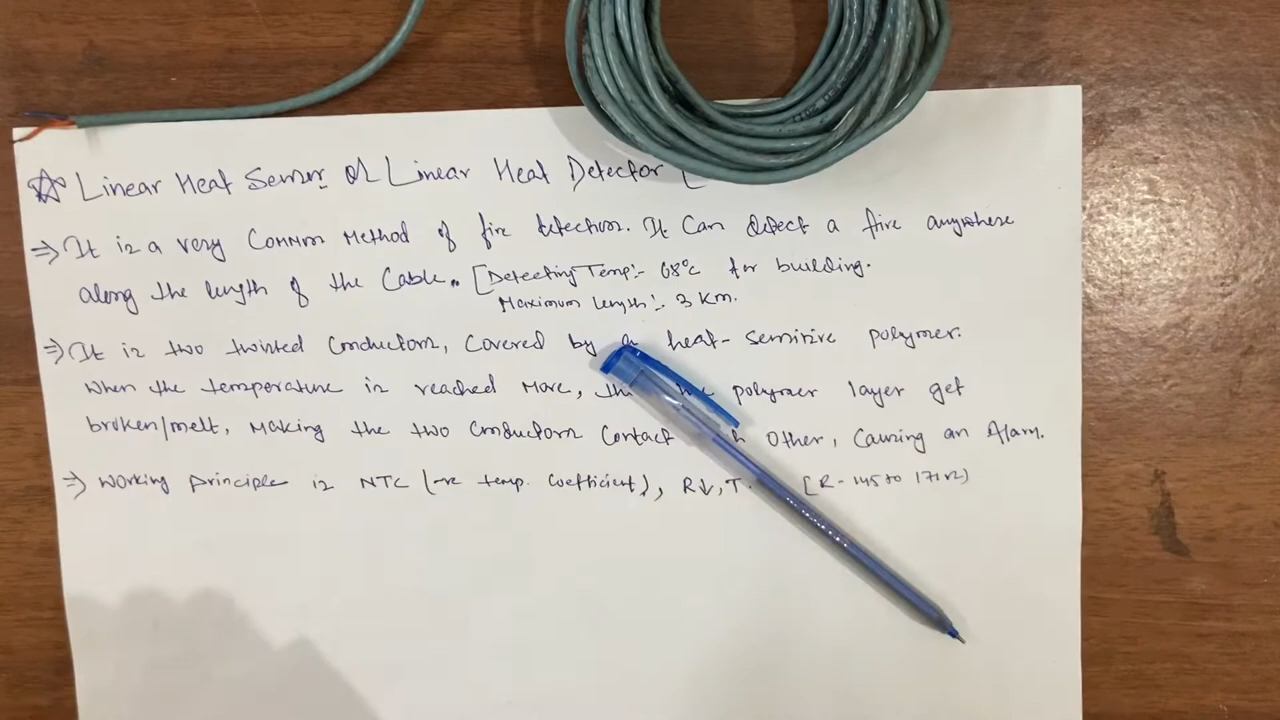 Linear Heat Sensor or Linear Heat Detector [
⇒ It is a very Common Method of fire detection. It Can detect a fire anywhere
along the length of the Cable. [Detecting Temp:- 68°c for building.
Maximum length:- 3 Km.
⇒ It is two twisted Conductors, Covered by a heat-sensitive polymer.
When the temperature is reached More, polymer layer get
broken/melt, Making the two Conductors Contact Other, Causing an Alarm.
⇒ Working principle is NTC (-ve temp. Coefficient), R↓, T [R- 145 to 171Ω)